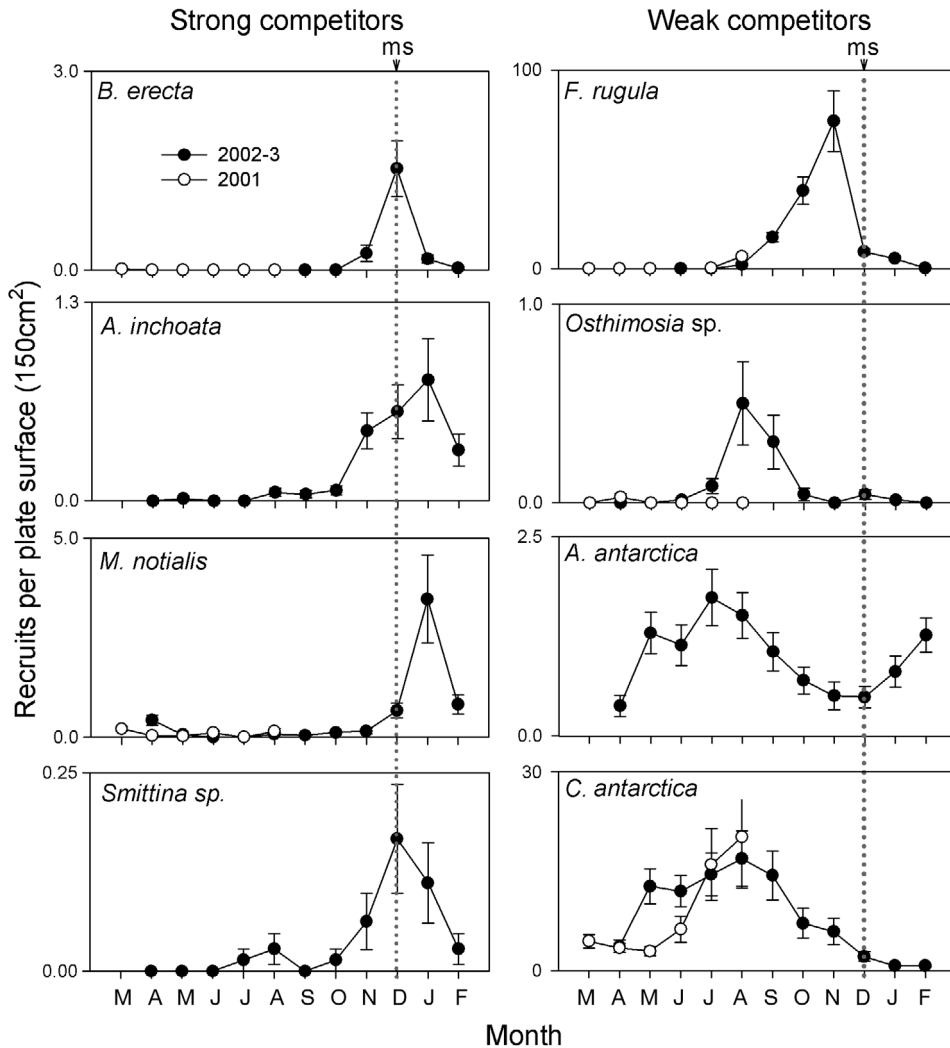 Strong competitors
Weak competitors
ms
ms
Recruits per plate surface (150cm²)
3.0
B. erecta
2002-3
2001
0.0
100
F. rugula
0
1.3
A. inchoata
0.0
1.0
Osthimosia sp.
0.0
5.0
M. notialis
0.0
2.5
A. antarctica
0.0
0.25
Smittina sp.
0.00
M A M J J A S O N D J F
30
C. antarctica
0
M A M J J A S O N D J F
Month